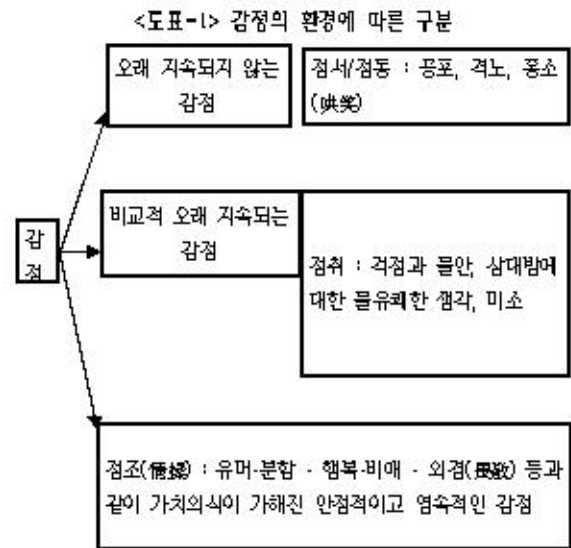 <도표-1> 감정의 환경에 따른 구분
오래 지속되지 않는
감정
정서/정동 : 공포, 격노, 홍소
(哄笑)
감
정
비교적 오래 지속되는
감정
정취 : 걱정과 불안, 상대방에
대한 불유쾌한 생각, 미소
정조(情操) : 유머·분함 · 행복·비애 · 외경(畏敬) 등과
같이 가치의식이 가해진 안정적이고 영속적인 감정